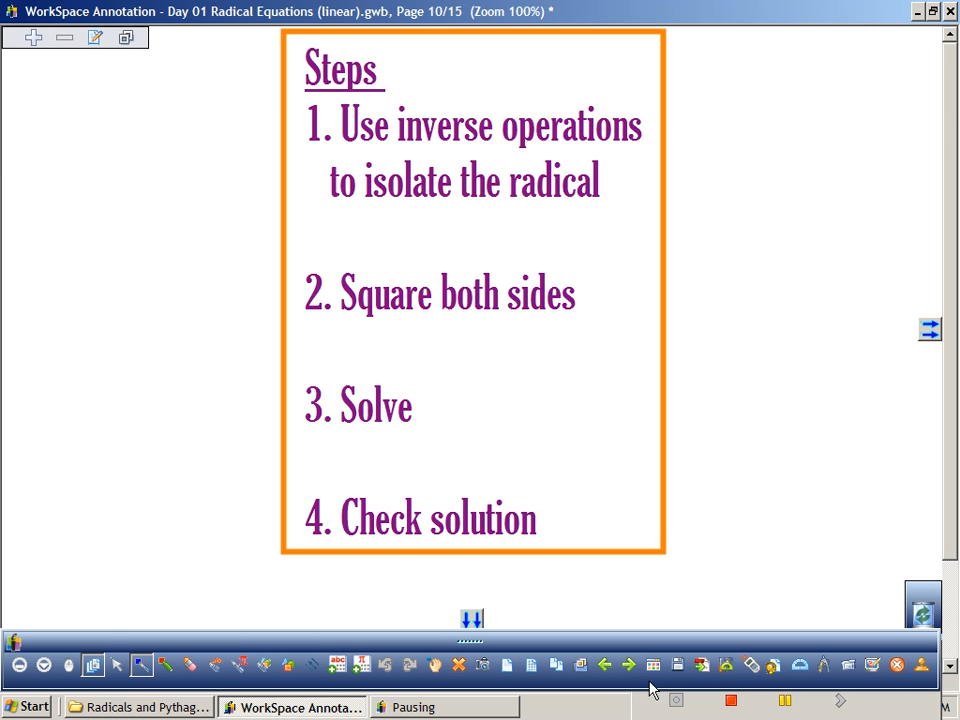 WorkSpace Annotation - Day 01 Radical Equations (linear).gwb, Page 10/15 (Zoom 100%) *
Steps
1. Use inverse operations
to isolate the radical
2. Square both sides
3. Solve
4. Check solution
abc
π
Start
Radicals and Pythag...
WorkSpace Annota...
Pausing
M